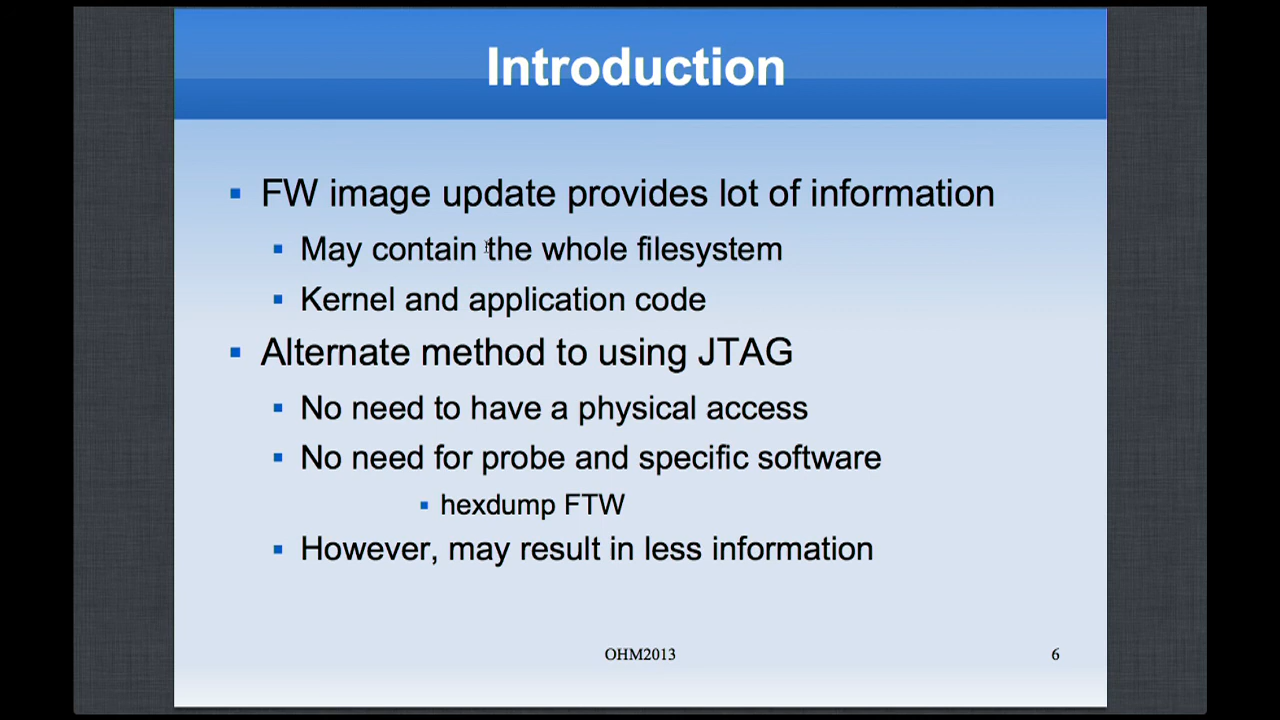 Introduction
FW image update provides lot of information
May contain the whole filesystem
Kernel and application code
Alternate method to using JTAG
No need to have a physical access
No need for probe and specific software
hexdump FTW
However, may result in less information
OHM2013
6